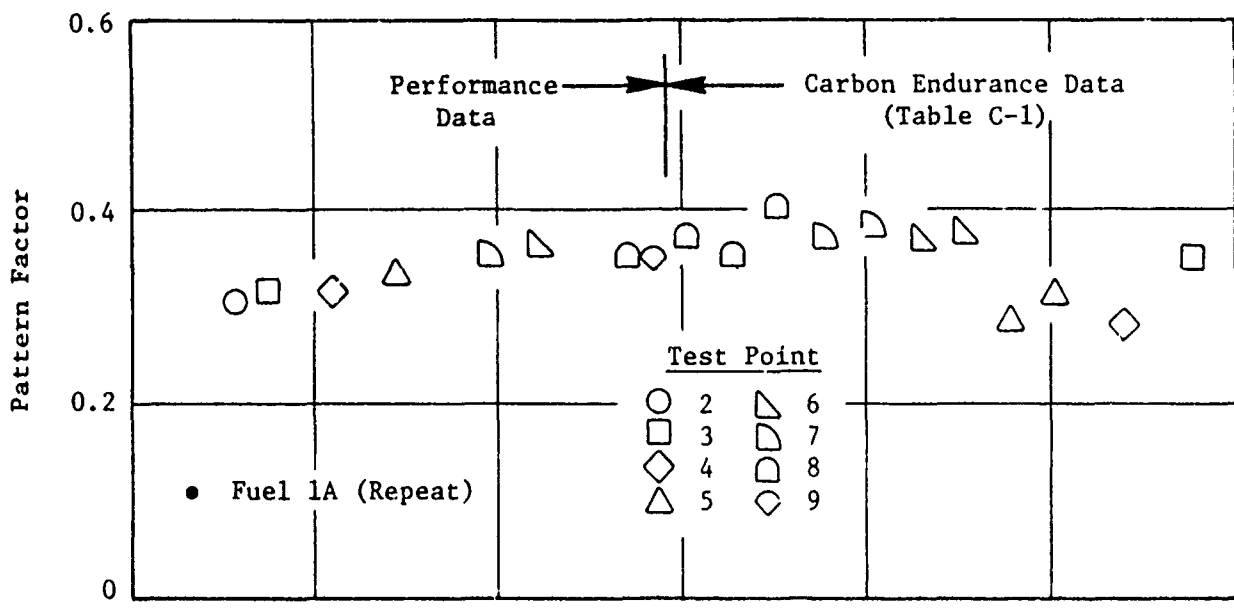 0.6
Performance
Data
Carbon Endurance Data
(Table C-1)
0.4
Pattern Factor
Test Point
2 6
3 7
4 8
5 9
0.2
Fuel 1A (Repeat)
0